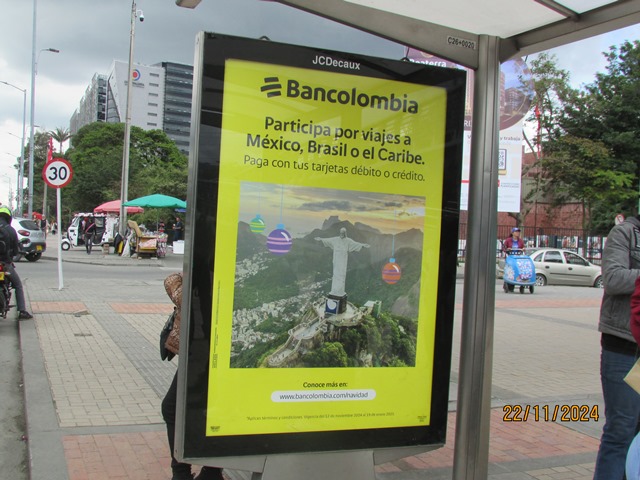 C26+0020
JCDecaux
Bancolombia
Participa por viajes a
México, Brasil o el Caribe.
Paga con tus tarjetas débito o crédito.
30
Conoce más en:
www.bancolombia.com/navidad
22/11/2024